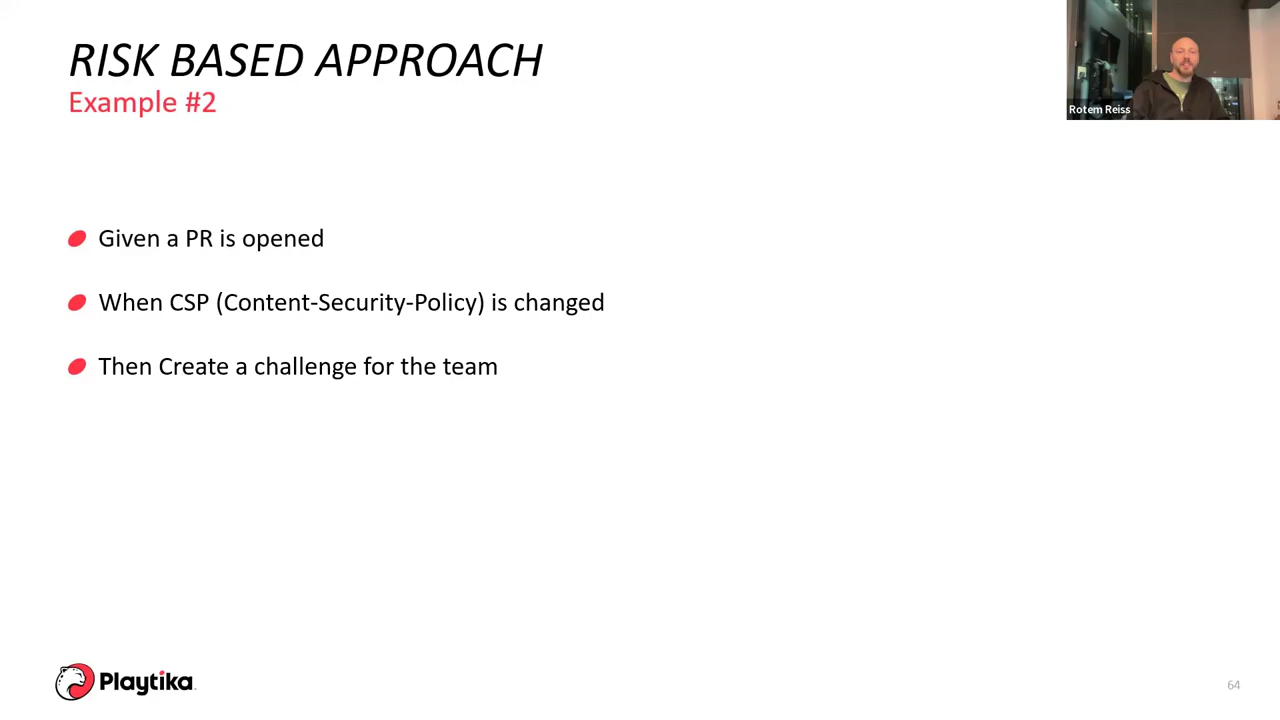 RISK BASED APPROACH
Example #2
Rotem Reiss
Given a PR is opened
When CSP (Content-Security-Policy) is changed
Then Create a challenge for the team
Playtika
64